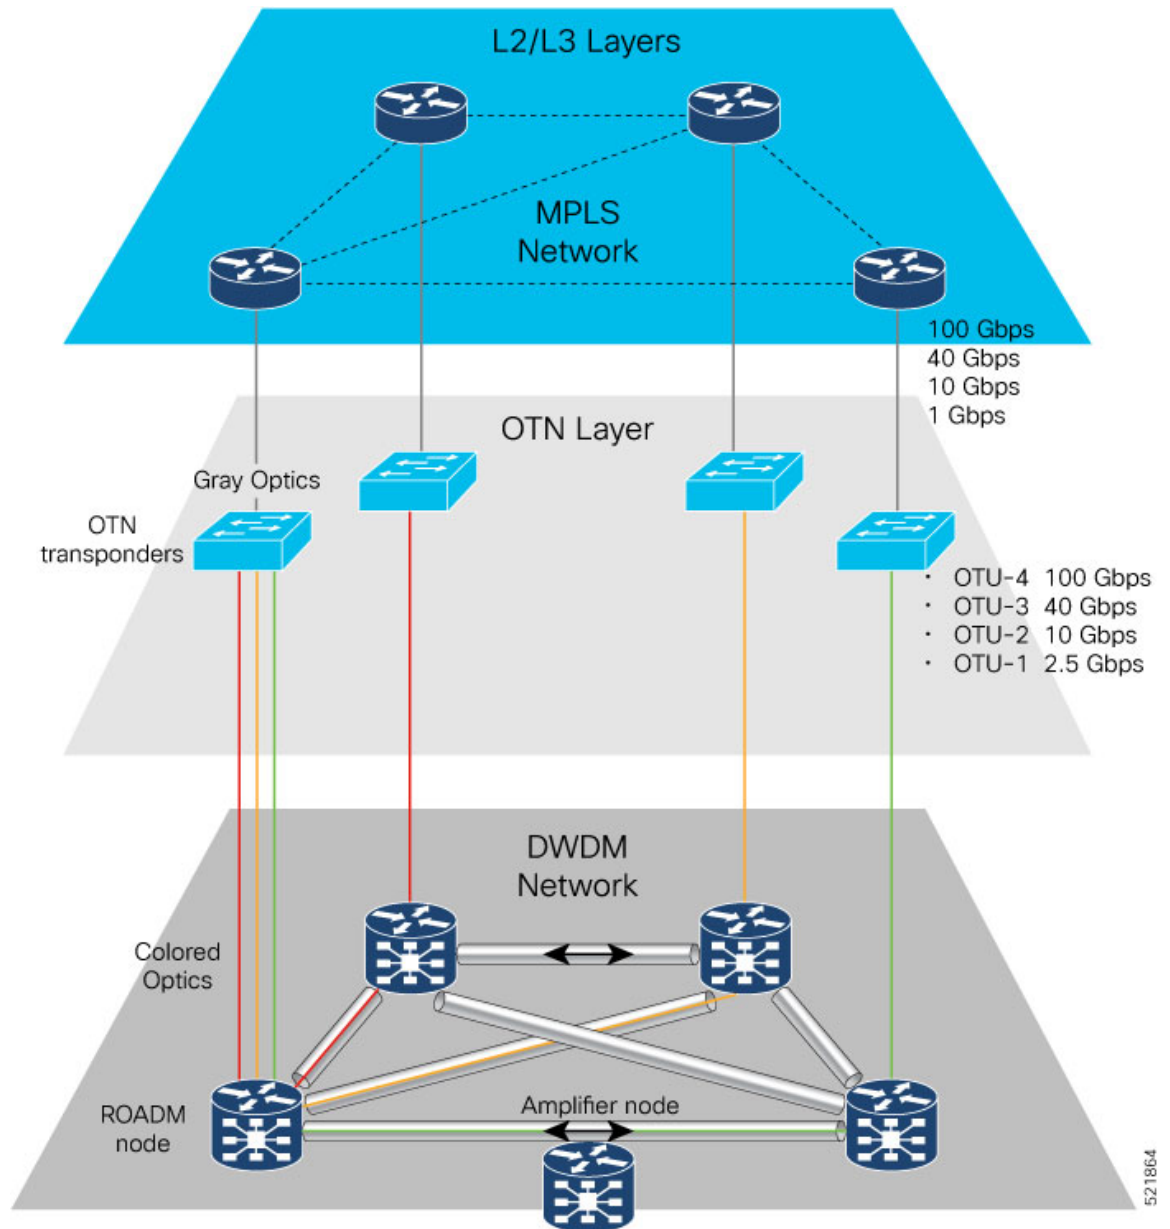 L2/L3 Layers
MPLS
Network
100 Gbps
40 Gbps
10 Gbps
1 Gbps
OTN Layer
Gray Optics
OTN
transponders
· OTU-4 100 Gbps
· OTU-3 40 Gbps
· OTU-2 10 Gbps
· OTU-1 2.5 Gbps
DWDM
Network
Colored
Optics
Amplifier node
ROADM
node
521864